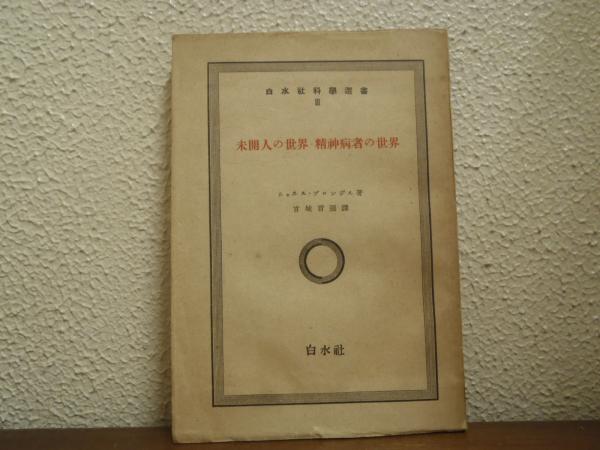 白水社科學選書
III
未開人の世界・精神病者の世界
シャルル・ブロンデル著
宮城音彌譯
白水社